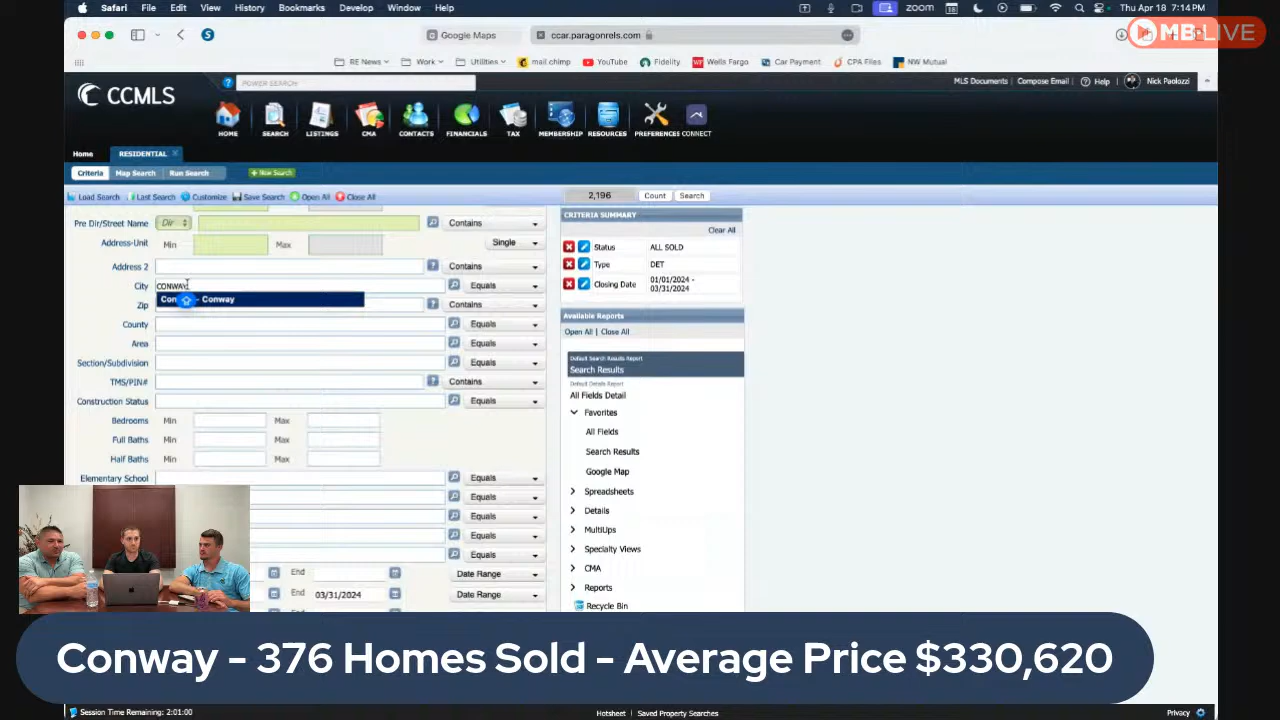 Safari File Edit View History Bookmarks Develop Window Help zoom Thu Apr 18 7:14 PM
MB LIVE
S Google Maps ccar.paragonrels.com
RE News Work Utilities mail.chimp YouTube Fidelity Wells Fargo Car Payment CPA Files NW Mutual
CCMLS
POWER SEARCH
MLS Documents Compose Email Help Nick Paolozzi
HOME SEARCH LISTINGS CMA CONTACTS FINANCIALS TAX MEMBERSHIP RESOURCES PREFERENCES CONNECT
Home RESIDENTIAL
Criteria Map Search Run Search + New Search
Load Search Last Search Customize Save Search Open All Close All 2,196 Count Search
Pre Dir/Street Name Dir Contains
Address-Unit Min Max Single
Address 2 Contains
City CONWAY Equals
Con - Conway
Zip Contains
County Equals
Area Equals
Section/Subdivision Equals
TMS/PIN# Contains
Construction Status Equals
Bedrooms Min Max
Full Baths Min Max
Half Baths Min Max
Elementary School Equals
Equals
Equals
Equals
Equals
End Date Range
End 03/31/2024 Date Range
CRITERIA SUMMARY
Clear All
Status ALL SOLD
Type DET
Closing Date 01/01/2024 -
03/31/2024
Available Reports
Open All | Close All
Default Search Results Report
Search Results
Default Details Report
All Fields Detail
Favorites
All Fields
Search Results
Google Map
Spreadsheets
Details
MultiUps
Specialty Views
CMA
Reports
Recycle Bin
Conway - 376 Homes Sold - Average Price $330,620
Session Time Remaining: 2:01:00 Hotsheet | Saved Property Searches Privacy